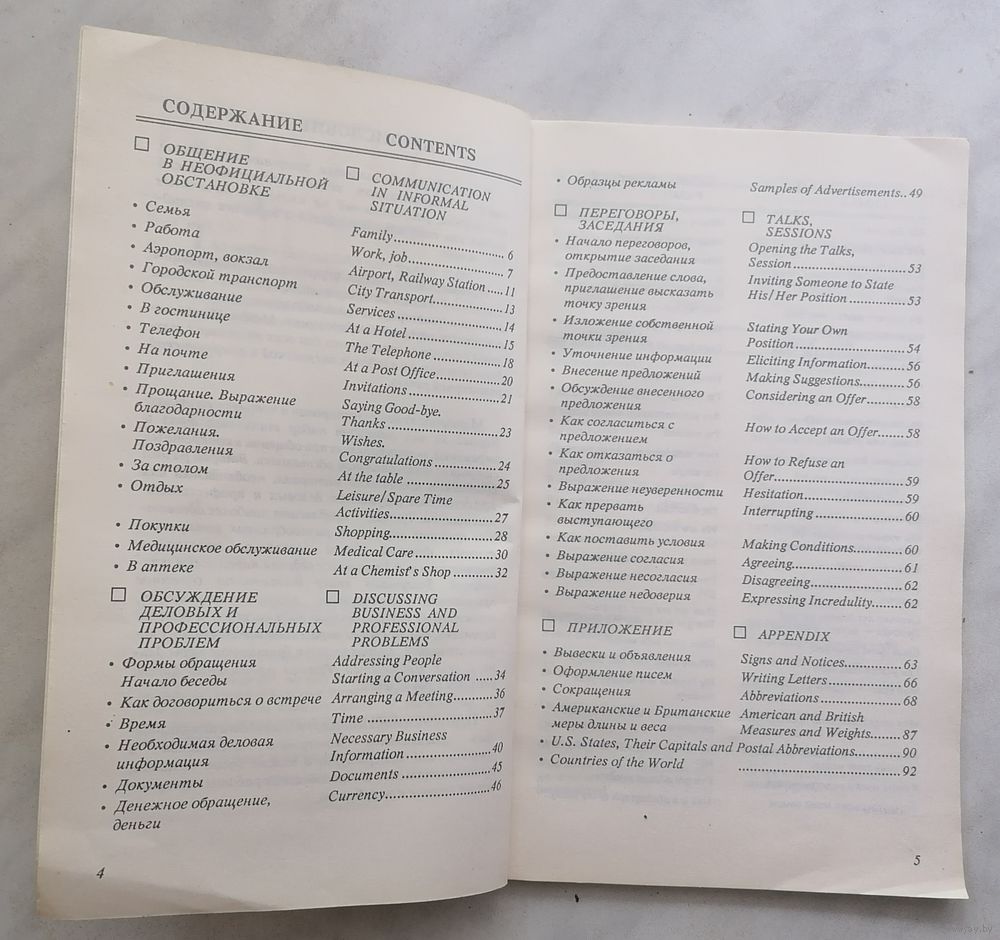 СОДЕРЖАНИЕ
CONTENTS
□ ОБЩЕНИЕ
В НЕОФИЦИАЛЬНОЙ
ОБСТАНОВКЕ
• Семья
• Работа
• Аэропорт, вокзал
• Городской транспорт
• Обслуживание
• В гостинице
• Телефон
• На почте
• Приглашения
• Прощание. Выражение
благодарности
• Пожелания.
Поздравления
• За столом
• Отдых
• Покупки
• Медицинское обслуживание
• В аптеке
□ ОБСУЖДЕНИЕ
ДЕЛОВЫХ И
ПРОФЕССИОНАЛЬНЫХ
ПРОБЛЕМ
• Формы обращения
Начало беседы
• Как договориться о встрече
• Время
• Необходимая деловая
информация
• Документы
• Денежное обращение,
деньги
4
□ COMMUNICATION
IN INFORMAL
SITUATION
Family.......... 6
Work, job.......... 7
Airport, Railway Station ..... 11
City Transport.......... 13
Services .......... 14
At a Hotel .......... 15
The Telephone .......... 18
At a Post Office.......... 20
Invitations .......... 21
Saying Good-bye.
Thanks .......... 23
Wishes.
Congratulations .......... 24
At the table .......... 25
Leisure/Spare Time
Activities.......... 27
Shopping.......... 28
Medical Care .......... 30
At a Chemist's Shop .......... 32
□ DISCUSSING
BUSINESS AND
PROFESSIONAL
PROBLEMS
Addressing People
Starting a Conversation ..... 34
Arranging a Meeting....... 36
Time .......... 37
Necessary Business
Information .......... 40
Documents .......... 45
Currency.......... 46
• Образцы рекламы
□ ПЕРЕГОВОРЫ,
ЗАСЕДАНИЯ
• Начало переговоров,
открытие заседания
• Предоставление слова,
приглашение высказать
точку зрения
• Изложение собственной
точки зрения
• Уточнение информации
• Внесение предложений
• Обсуждение внесенного
предложения
• Как согласиться с
предложением
• Как отказаться о
предложения
• Выражение неуверенности
• Как прервать
выступающего
• Как поставить условия
• Выражение согласия
• Выражение несогласия
• Выражение недоверия
□ ПРИЛОЖЕНИЕ
• Вывески и объявления
• Оформление писем
• Сокращения
• Американские и Британские
меры длины и веса
• U.S. States, Their Capitals and Postal Abbreviations.......... 90
• Countries of the World .......... 92
Samples of Advertisements.. 49
□ TALKS,
SESSIONS
Opening the Talks,
Session .......... 53
Inviting Someone to State
His/Her Position .......... 53
Stating Your Own
Position .......... 54
Eliciting Information.......... 56
Making Suggestions.......... 56
Considering an Offer.......... 58
How to Accept an Offer....... 58
How to Refuse an
Offer.......... 59
Hesitation .......... 59
Interrupting .......... 60
Making Conditions.......... 60
Agreeing.......... 61
Disagreeing .......... 62
Expressing Incredulity........ 62
□ APPENDIX
Signs and Notices.......... 63
Writing Letters .......... 66
Abbreviations .......... 68
American and British
Measures and Weights........ 87
5